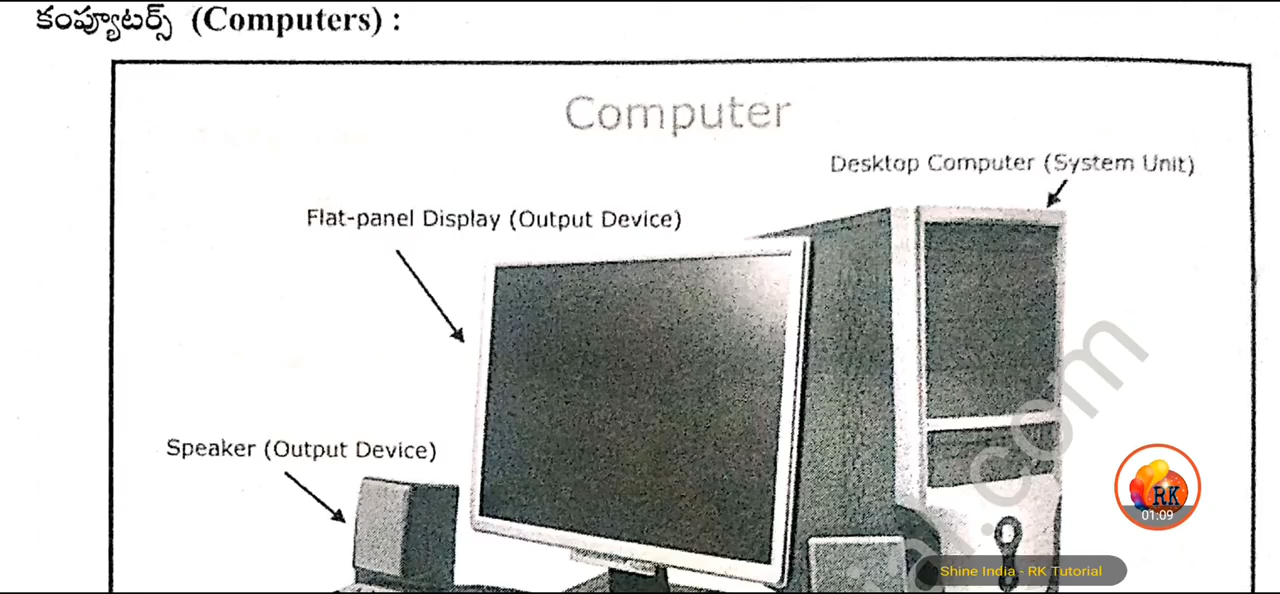 కంప్యూటర్స్ (Computers) :
Computer
Desktop Computer (System Unit)
Flat-panel Display (Output Device)
Speaker (Output Device)
.com
RK
01:09
Shine India - RK Tutorial